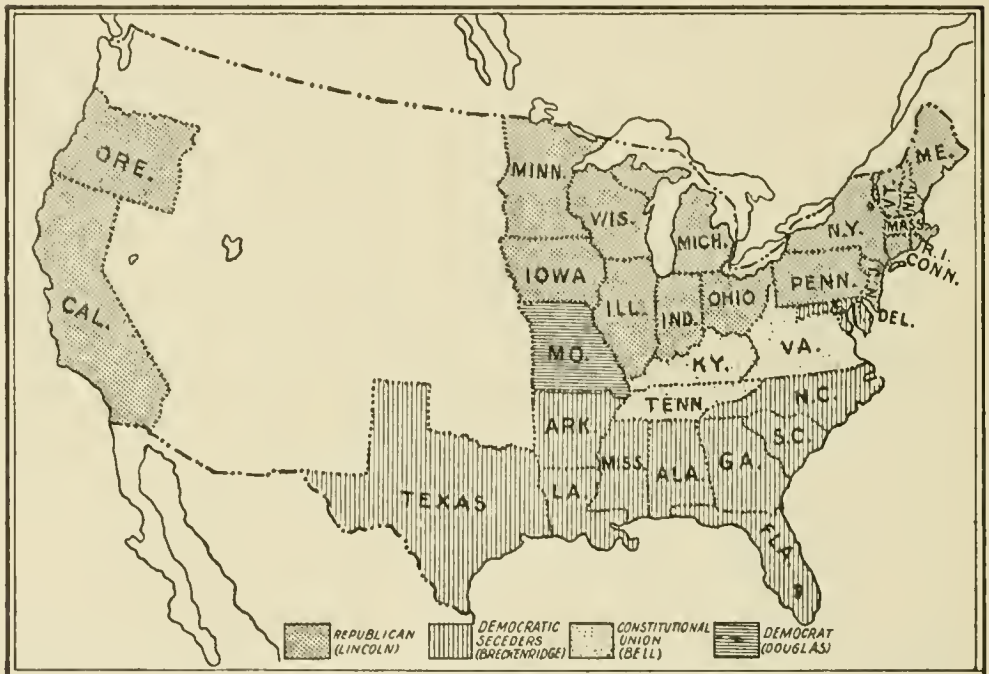 ORE.
CAL.
MINN.
WIS.
IOWA
ILL.
MICH.
IND.
OHIO
PENN.
N.Y.
VT.
N.H.
ME.
MASS.
R.I.
CONN.
N.J.
DEL.
MO.
KY.
VA.
TENN
N.C.
S.C.
ARK.
MISS.
ALA.
GA.
LA.
TEXAS
FLA.
REPUBLICAN
(LINCOLN)
DEMOCRATIC
SECEDERS
(BRECKENRIDGE)
CONSTITUTIONAL
UNION
(BELL)
DEMOCRAT
(DOUGLAS)